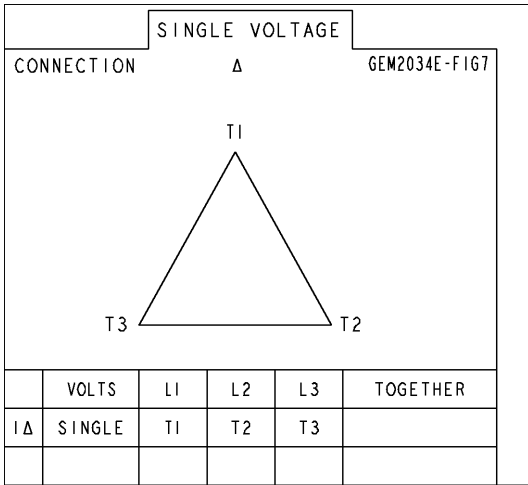 SINGLE VOLTAGE
CONNECTION Δ GEM2034E-FIG7
T1
T3 T2
VOLTS L1 L2 L3 TOGETHER
1Δ SINGLE T1 T2 T3